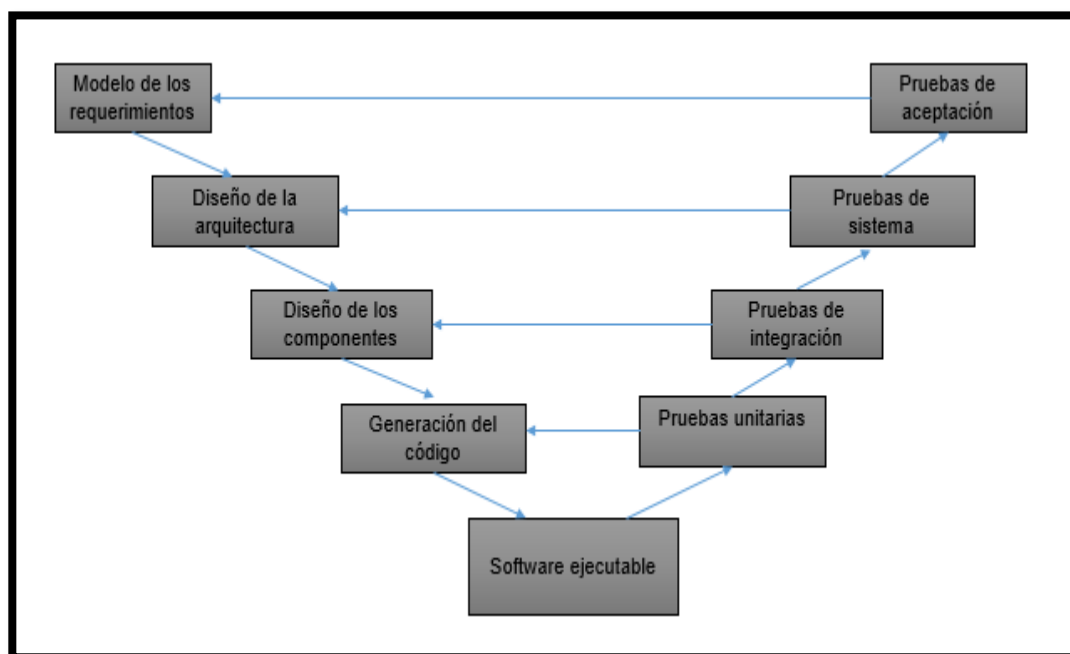 Modelo de los
requerimientos
Pruebas de
aceptación
Diseño de la
arquitectura
Pruebas de
sistema
Diseño de los
componentes
Pruebas de
integración
Generación del
código
Pruebas unitarias
Software ejecutable